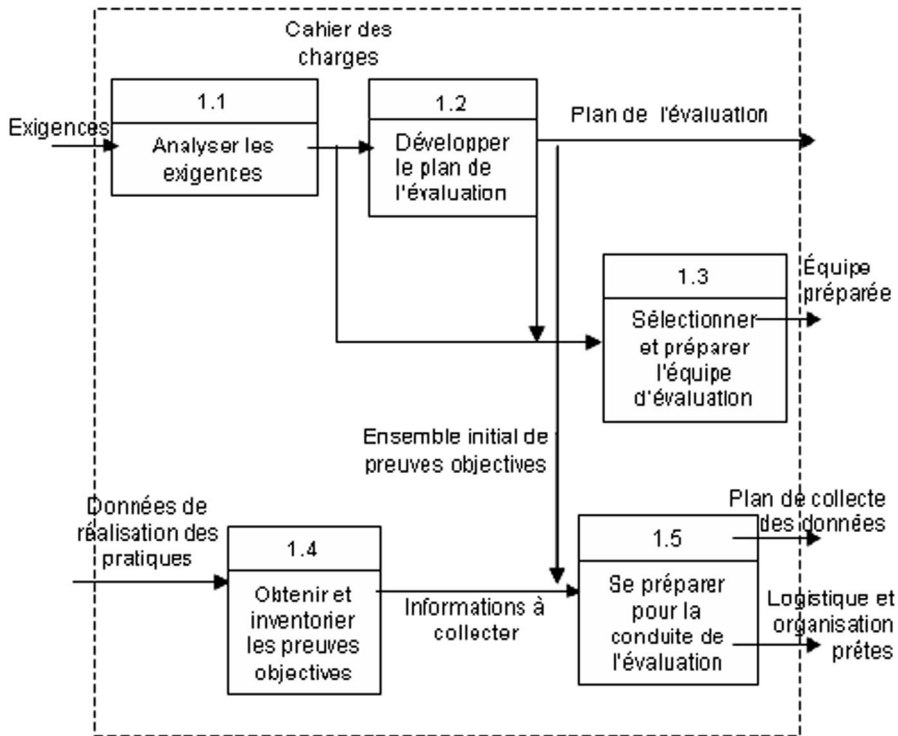 Cahier des
charges
1.1
Analyser les
exigences
Exigences
1.2
Développer
le plan de
l'évaluation
Plan de l'évaluation
1.3
Sélectionner
et préparer
l'équipe
d'évaluation
Équipe
préparée
Ensemble initial de
preuves objectives
Données de
réalisation des
pratiques
1.4
Obtenir et
inventorier
les preuves
objectives
Informations à
collecter
1.5
Se préparer
pour la
conduite de
l'évaluation
Plan de collecte
des données
Logistique et
organisation
prêtes